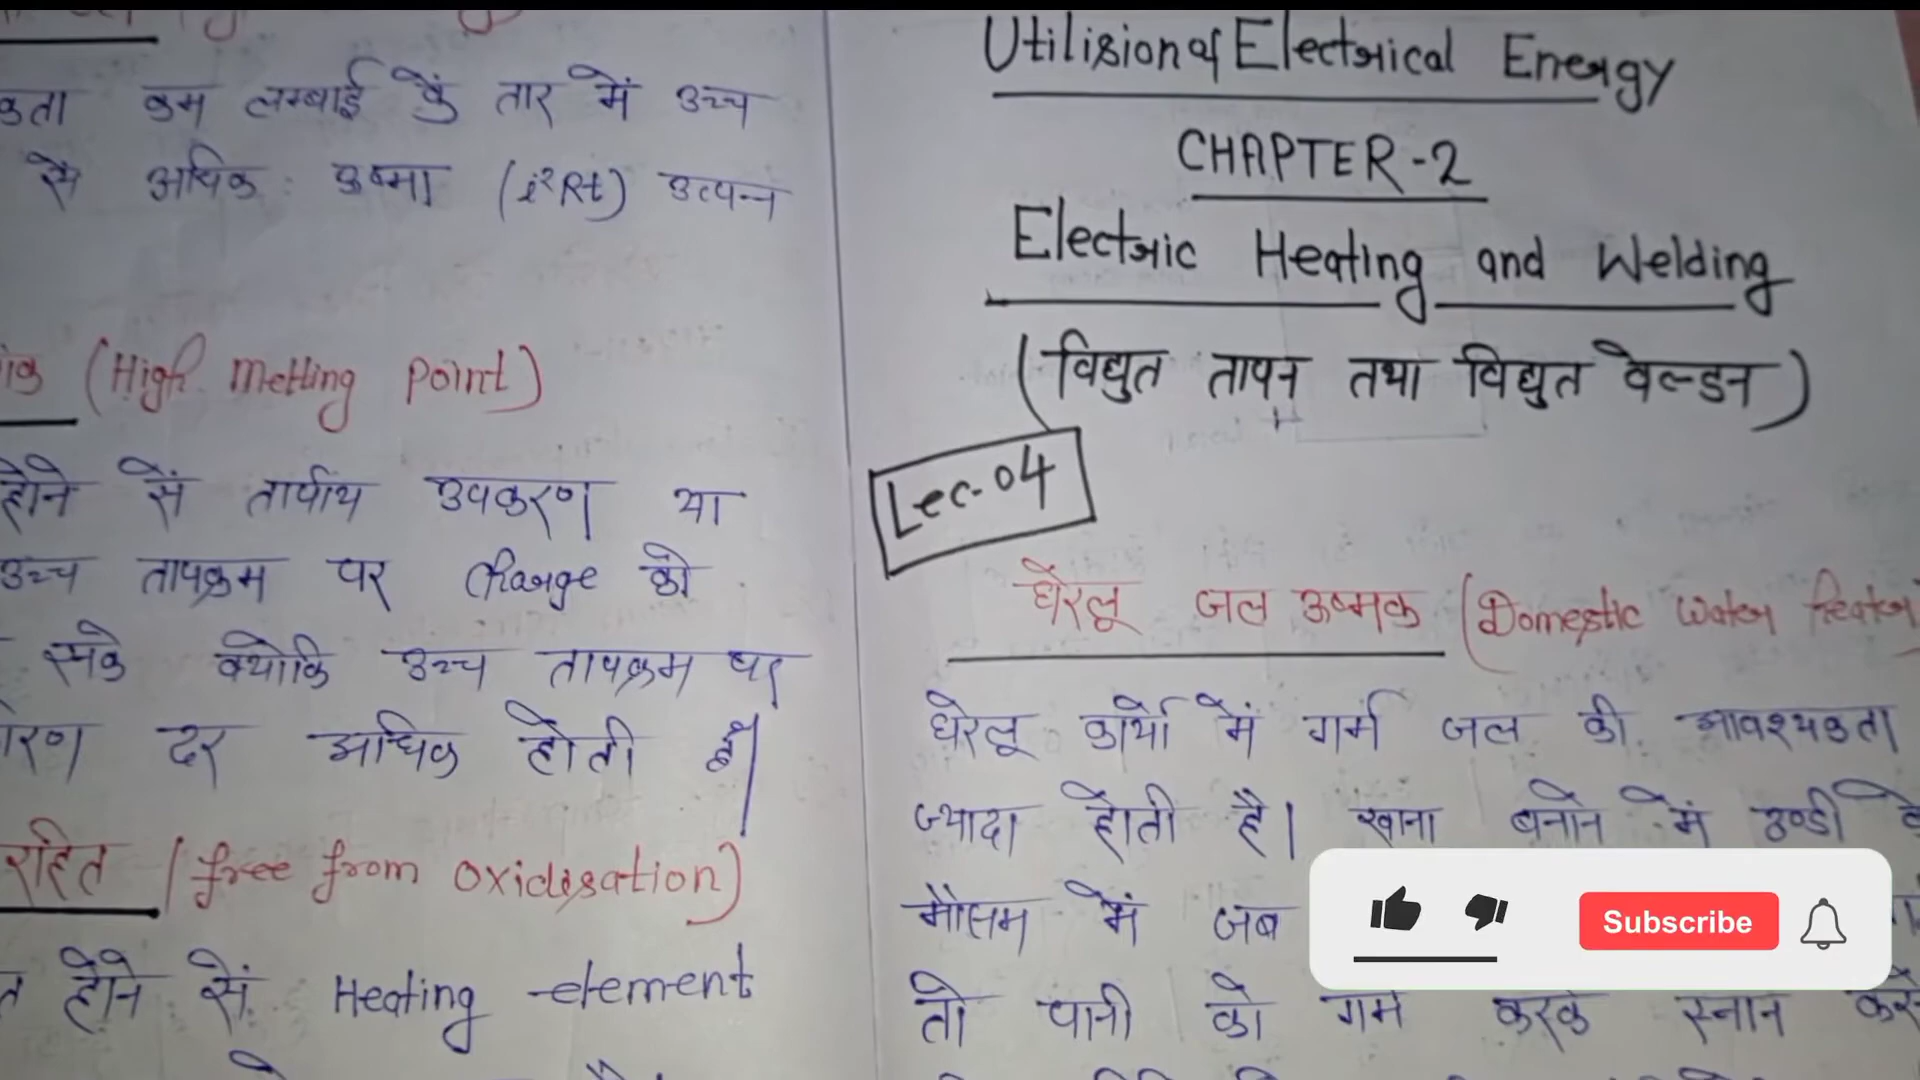 कम लम्बाई के तार में उच्च
से अधिक ऊष्मा (i²Rt) उत्पन्न
(High Melting Point)
होने से तापीय उपकरण या
उच्च तापक्रम पर Charge को
सके क्योकि उच्च तापक्रम पर
दर अधिक होती है।
रहित (free from oxidisation)
होने से Heating element
Utilision of Electrical Energy
CHAPTER-2
Electric Heating and Welding
(विद्युत तापन तथा विद्युत वेल्डन)
Lec-04
घेरलू जल ऊष्मक (Domestic Water Heater
घेरलू कार्यो में गर्म जल की आवश्यकता
ज्यादा होती है। खाना बनाने में ठण्डी के
मौसम में जब
तो पानी को गर्म करके स्नान करते
Subscribe